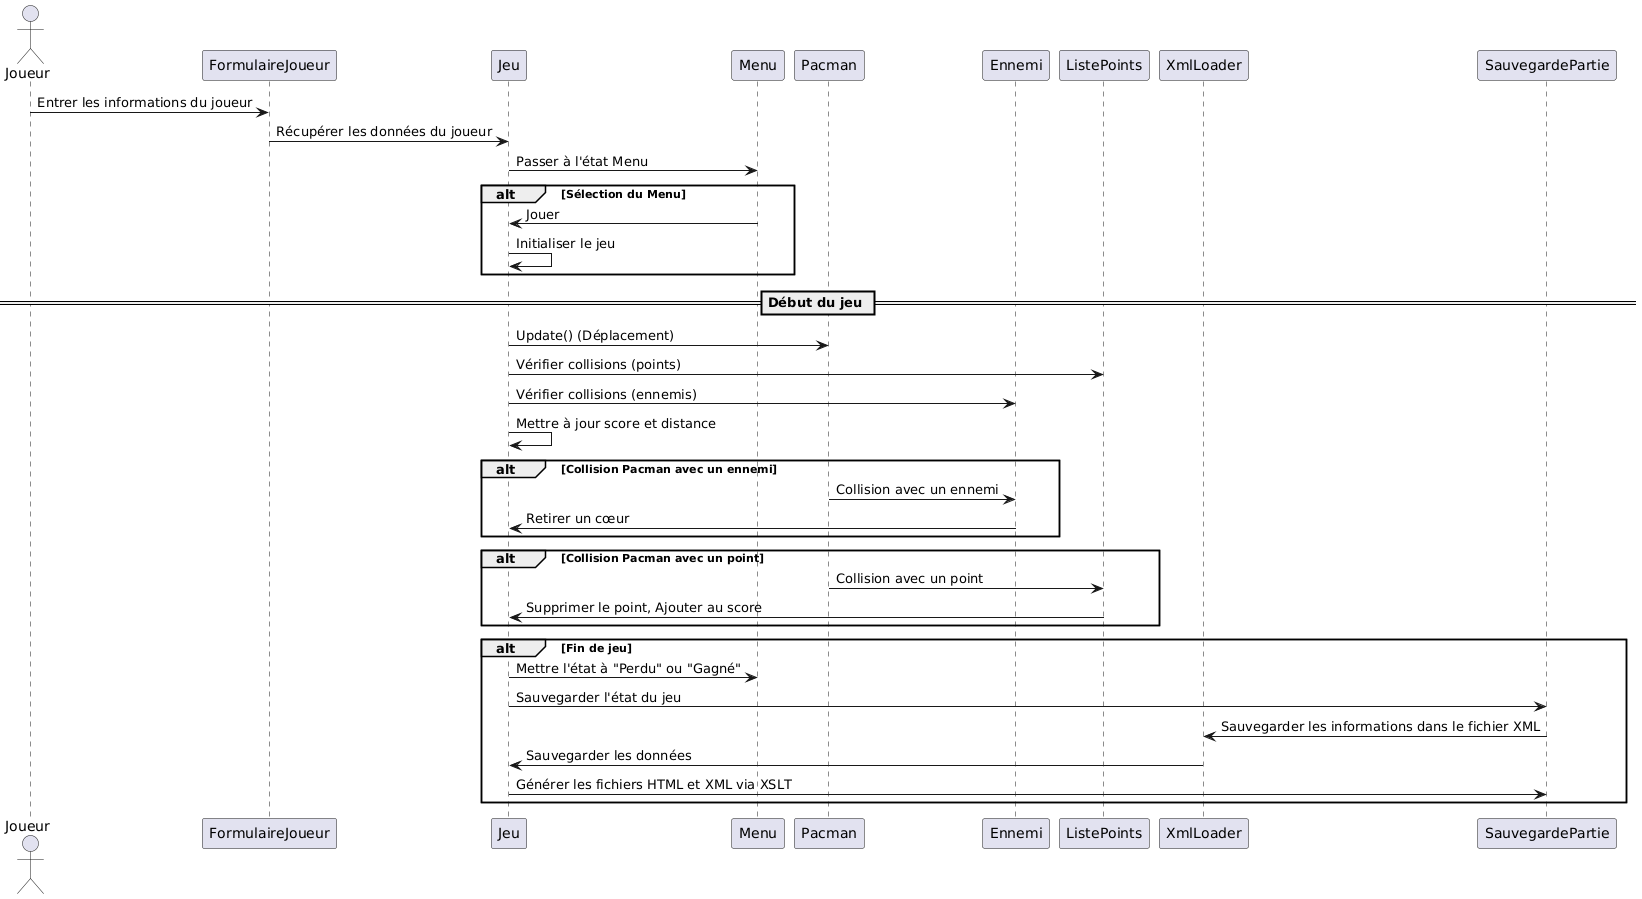 Joueur
FormulaireJoueur
Jeu
Menu
Pacman
Ennemi
ListePoints
XmlLoader
SauvegardePartie
Entrer les informations du joueur
Récupérer les données du joueur
Passer à l'état Menu
alt [Sélection du Menu]
Jouer
Initialiser le jeu
Début du jeu
Update() (Déplacement)
Vérifier collisions (points)
Vérifier collisions (ennemis)
Mettre à jour score et distance
alt [Collision Pacman avec un ennemi]
Collision avec un ennemi
Retirer un cœur
alt [Collision Pacman avec un point]
Collision avec un point
Supprimer le point, Ajouter au score
alt [Fin de jeu]
Mettre l'état à "Perdu" ou "Gagné"
Sauvegarder l'état du jeu
Sauvegarder les informations dans le fichier XML
Sauvegarder les données
Générer les fichiers HTML et XML via XSLT
Joueur
FormulaireJoueur
Jeu
Menu
Pacman
Ennemi
ListePoints
XmlLoader
SauvegardePartie